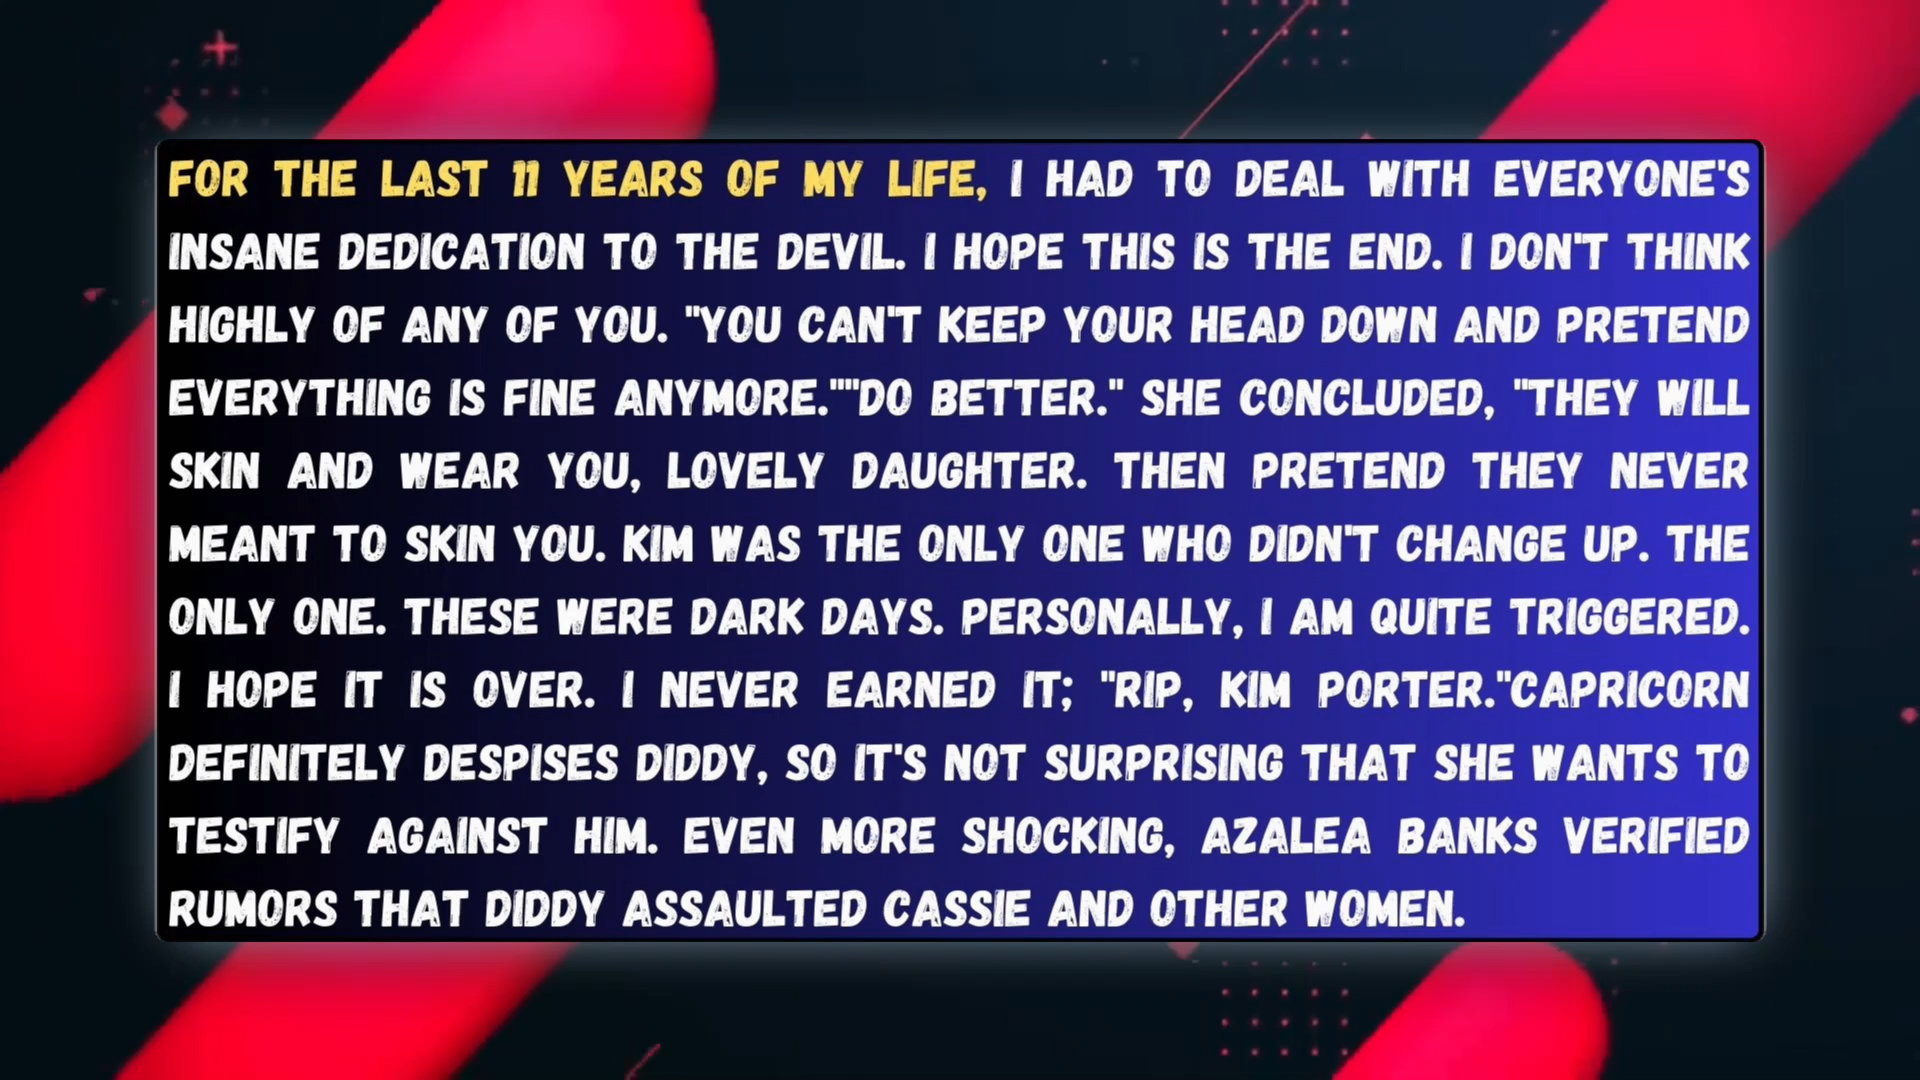 FOR THE LAST 11 YEARS OF MY LIFE, I HAD TO DEAL WITH EVERYONE'S
INSANE DEDICATION TO THE DEVIL. I HOPE THIS IS THE END. I DON'T THINK
HIGHLY OF ANY OF YOU. "YOU CAN'T KEEP YOUR HEAD DOWN AND PRETEND
EVERYTHING IS FINE ANYMORE.""DO BETTER." SHE CONCLUDED, "THEY WILL
SKIN AND WEAR YOU, LOVELY DAUGHTER. THEN PRETEND THEY NEVER
MEANT TO SKIN YOU. KIM WAS THE ONLY ONE WHO DIDN'T CHANGE UP. THE
ONLY ONE. THESE WERE DARK DAYS. PERSONALLY, I AM QUITE TRIGGERED.
I HOPE IT IS OVER. I NEVER EARNED IT; "RIP, KIM PORTER."CAPRICORN
DEFINITELY DESPISES DIDDY, SO IT'S NOT SURPRISING THAT SHE WANTS TO
TESTIFY AGAINST HIM. EVEN MORE SHOCKING, AZALEA BANKS VERIFIED
RUMORS THAT DIDDY ASSAULTED CASSIE AND OTHER WOMEN.